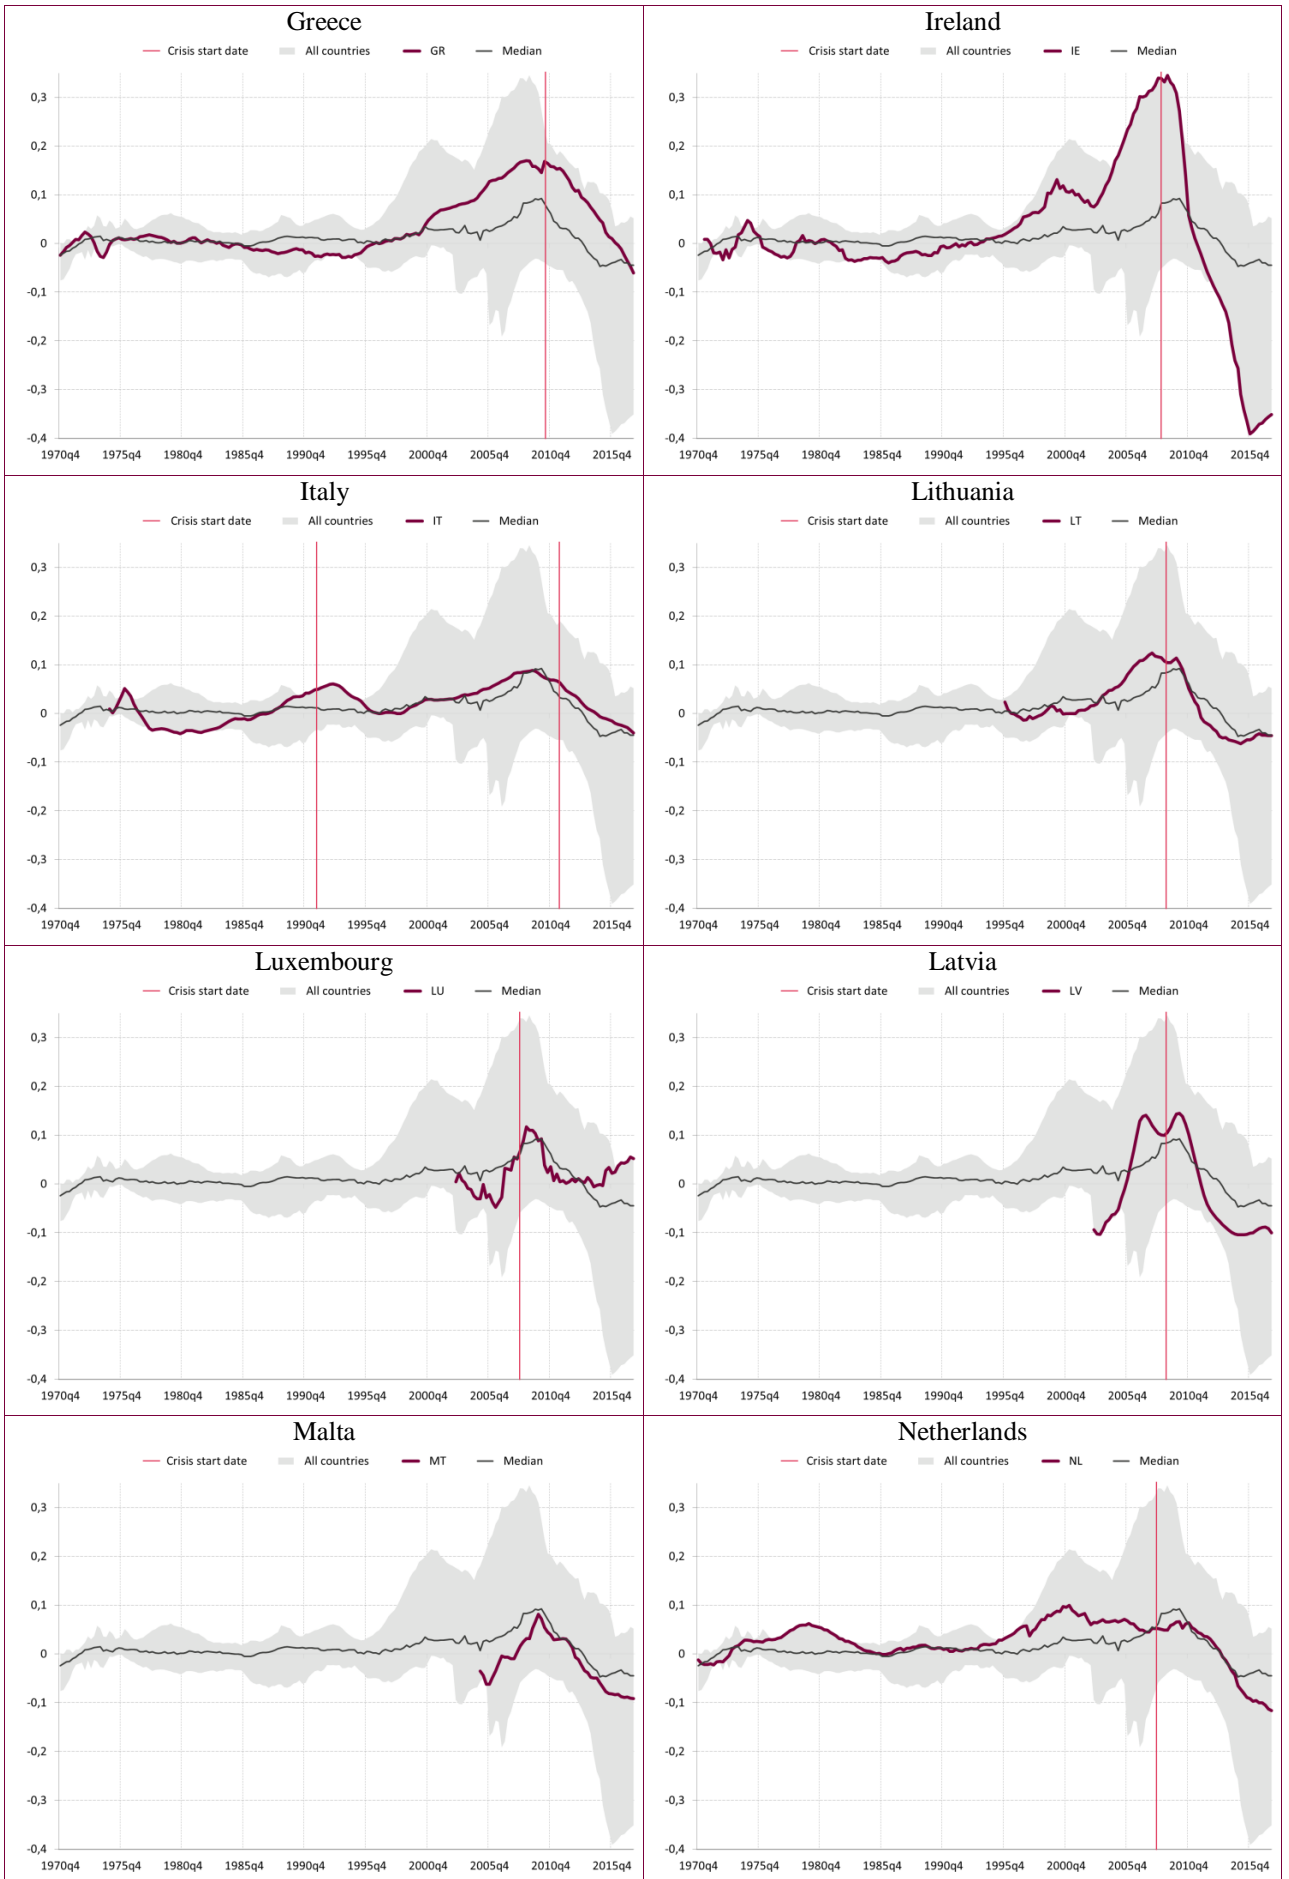 Greece
Crisis start date All countries GR Median
0,3
0,2
0,1
0
-0,1
-0,2
-0,3
-0,4
1970q4 1975q4 1980q4 1985q4 1990q4 1995q4 2000q4 2005q4 2010q4 2015q4
Ireland
Crisis start date All countries IE Median
0,3
0,2
0,1
0
-0,1
-0,2
-0,3
-0,4
1970q4 1975q4 1980q4 1985q4 1990q4 1995q4 2000q4 2005q4 2010q4 2015q4
Italy
Crisis start date All countries IT Median
0,3
0,2
0,1
0
-0,1
-0,2
-0,3
-0,4
1970q4 1975q4 1980q4 1985q4 1990q4 1995q4 2000q4 2005q4 2010q4 2015q4
Lithuania
Crisis start date All countries LT Median
0,3
0,2
0,1
0
-0,1
-0,2
-0,3
-0,4
1970q4 1975q4 1980q4 1985q4 1990q4 1995q4 2000q4 2005q4 2010q4 2015q4
Luxembourg
Crisis start date All countries LU Median
0,3
0,2
0,1
0
-0,1
-0,2
-0,3
-0,4
1970q4 1975q4 1980q4 1985q4 1990q4 1995q4 2000q4 2005q4 2010q4 2015q4
Latvia
Crisis start date All countries LV Median
0,3
0,2
0,1
0
-0,1
-0,2
-0,3
-0,4
1970q4 1975q4 1980q4 1985q4 1990q4 1995q4 2000q4 2005q4 2010q4 2015q4
Malta
Crisis start date All countries MT Median
0,3
0,2
0,1
0
-0,1
-0,2
-0,3
-0,4
1970q4 1975q4 1980q4 1985q4 1990q4 1995q4 2000q4 2005q4 2010q4 2015q4
Netherlands
Crisis start date All countries NL Median
0,3
0,2
0,1
0
-0,1
-0,2
-0,3
-0,4
1970q4 1975q4 1980q4 1985q4 1990q4 1995q4 2000q4 2005q4 2010q4 2015q4